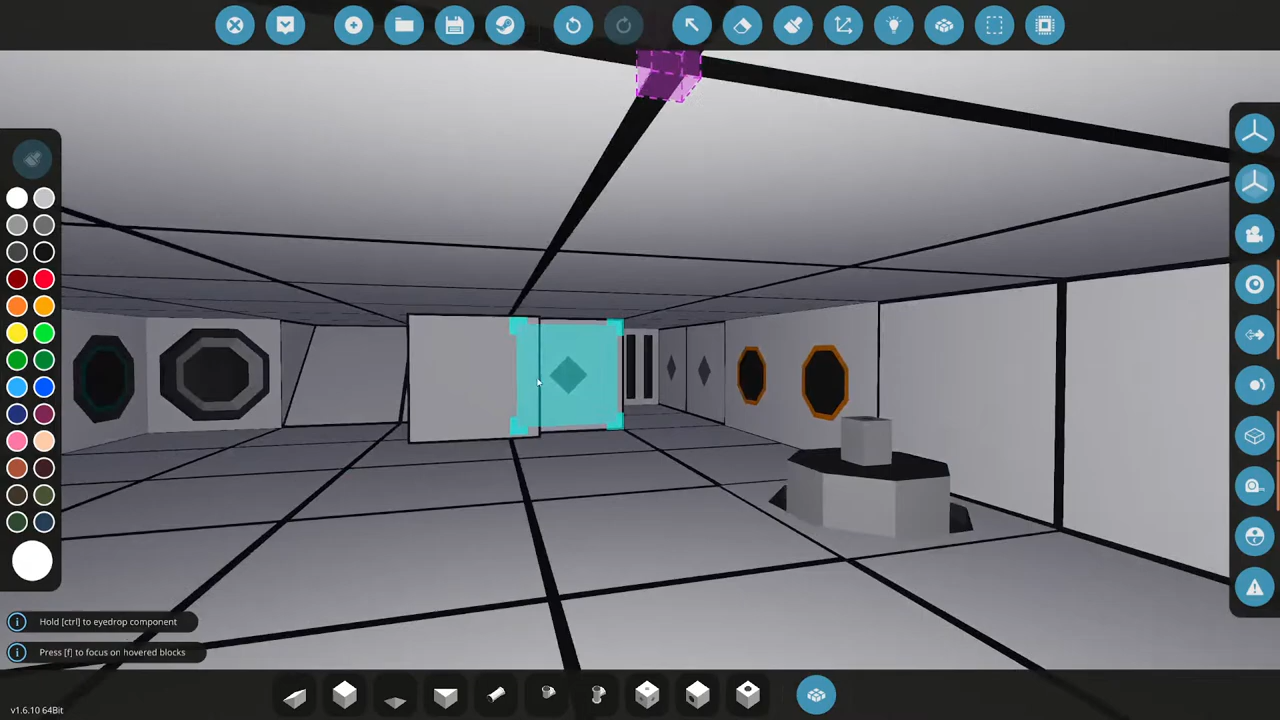 Hold [ctrl] to eyedrop component
Press [f] to focus on hovered blocks
v1.6.10 64Bit